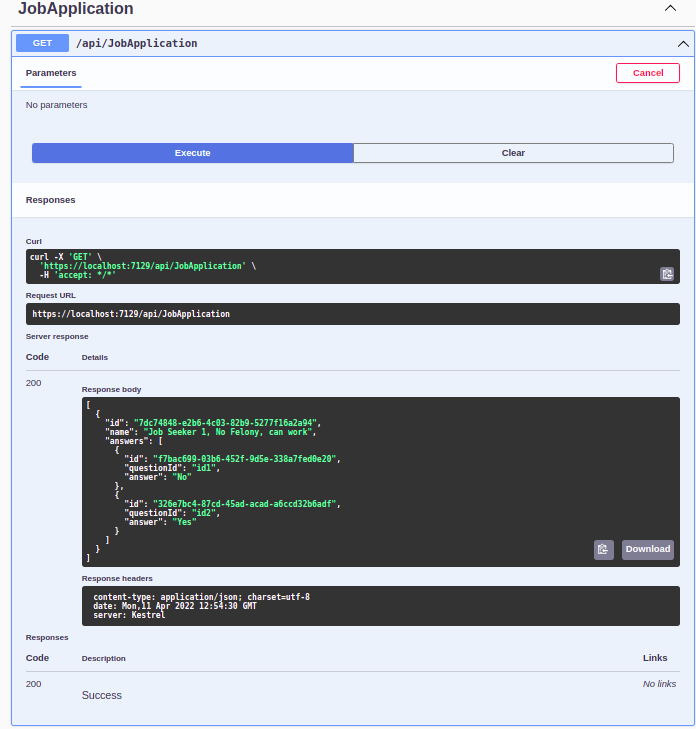 JobApplication
GET /api/JobApplication
Parameters Cancel
No parameters
Execute Clear
Responses
Curl
curl -X 'GET' \
'https://localhost:7129/api/JobApplication' \
-H 'accept: */*'
Request URL
https://localhost:7129/api/JobApplication
Server response
Code Details
200
Response body
[
{
"id": "7dc74848-e2b6-4c03-82b9-5277f16a2a94",
"name": "Job Seeker 1, No Felony, can work",
"answers": [
{
"id": "f7bac699-03b6-452f-9d5e-338a7fed0e20",
"questionId": "id1",
"answer": "No"
},
{
"id": "326e7bc4-87cd-45ad-acad-a6ccd32b6adf",
"questionId": "id2",
"answer": "Yes"
}
]
}
]
Download
Response headers
content-type: application/json; charset=utf-8
date: Mon,11 Apr 2022 12:54:30 GMT
server: Kestrel
Responses
Code Description Links
200 Success No links